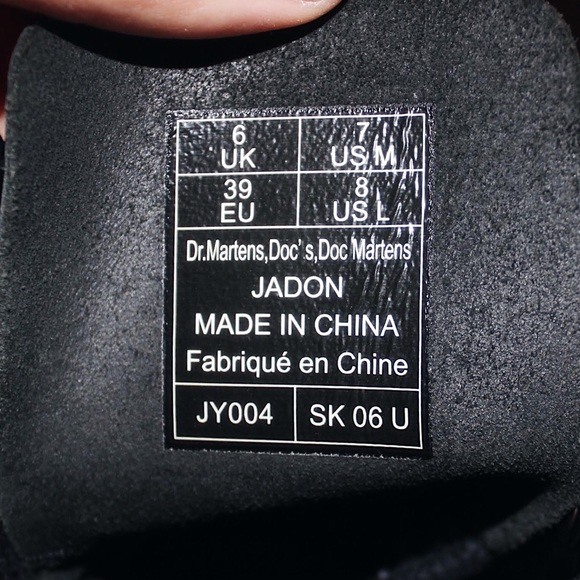 6 7
UK US M
39 8
EU US L
Dr.Martens,Doc's,Doc Martens
JADON
MADE IN CHINA
Fabriqué en Chine
JY004 SK 06 U